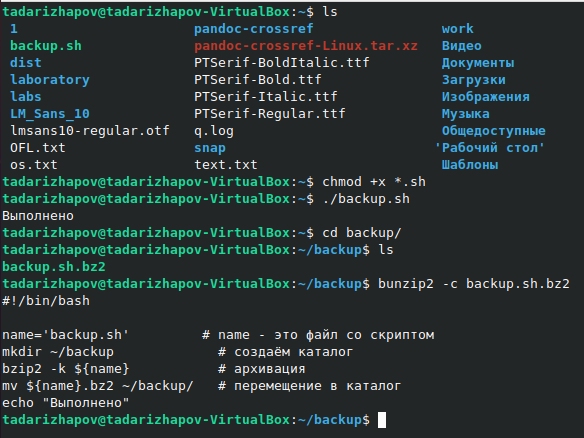 tadarizhapov@tadarizhapov-VirtualBox:~$ ls
1 pandoc-crossref work
backup.sh pandoc-crossref-Linux.tar.xz Видео
dist PTSerif-BoldItalic.ttf Документы
laboratory PTSerif-Bold.ttf Загрузки
labs PTSerif-Italic.ttf Изображения
LM_Sans_10 PTSerif-Regular.ttf Музыка
lmsans10-regular.otf q.log Общедоступные
OFL.txt snap 'Рабочий стол'
os.txt text.txt Шаблоны
tadarizhapov@tadarizhapov-VirtualBox:~$ chmod +x *.sh
tadarizhapov@tadarizhapov-VirtualBox:~$ ./backup.sh
Выполнено
tadarizhapov@tadarizhapov-VirtualBox:~$ cd backup/
tadarizhapov@tadarizhapov-VirtualBox:~/backup$ ls
backup.sh.bz2
tadarizhapov@tadarizhapov-VirtualBox:~/backup$ bunzip2 -c backup.sh.bz2
#!/bin/bash
name='backup.sh' # name - это файл со скриптом
mkdir ~/backup # создаём каталог
bzip2 -k ${name} # архивация
mv ${name}.bz2 ~/backup/ # перемещение в каталог
echo "Выполнено"
tadarizhapov@tadarizhapov-VirtualBox:~/backup$